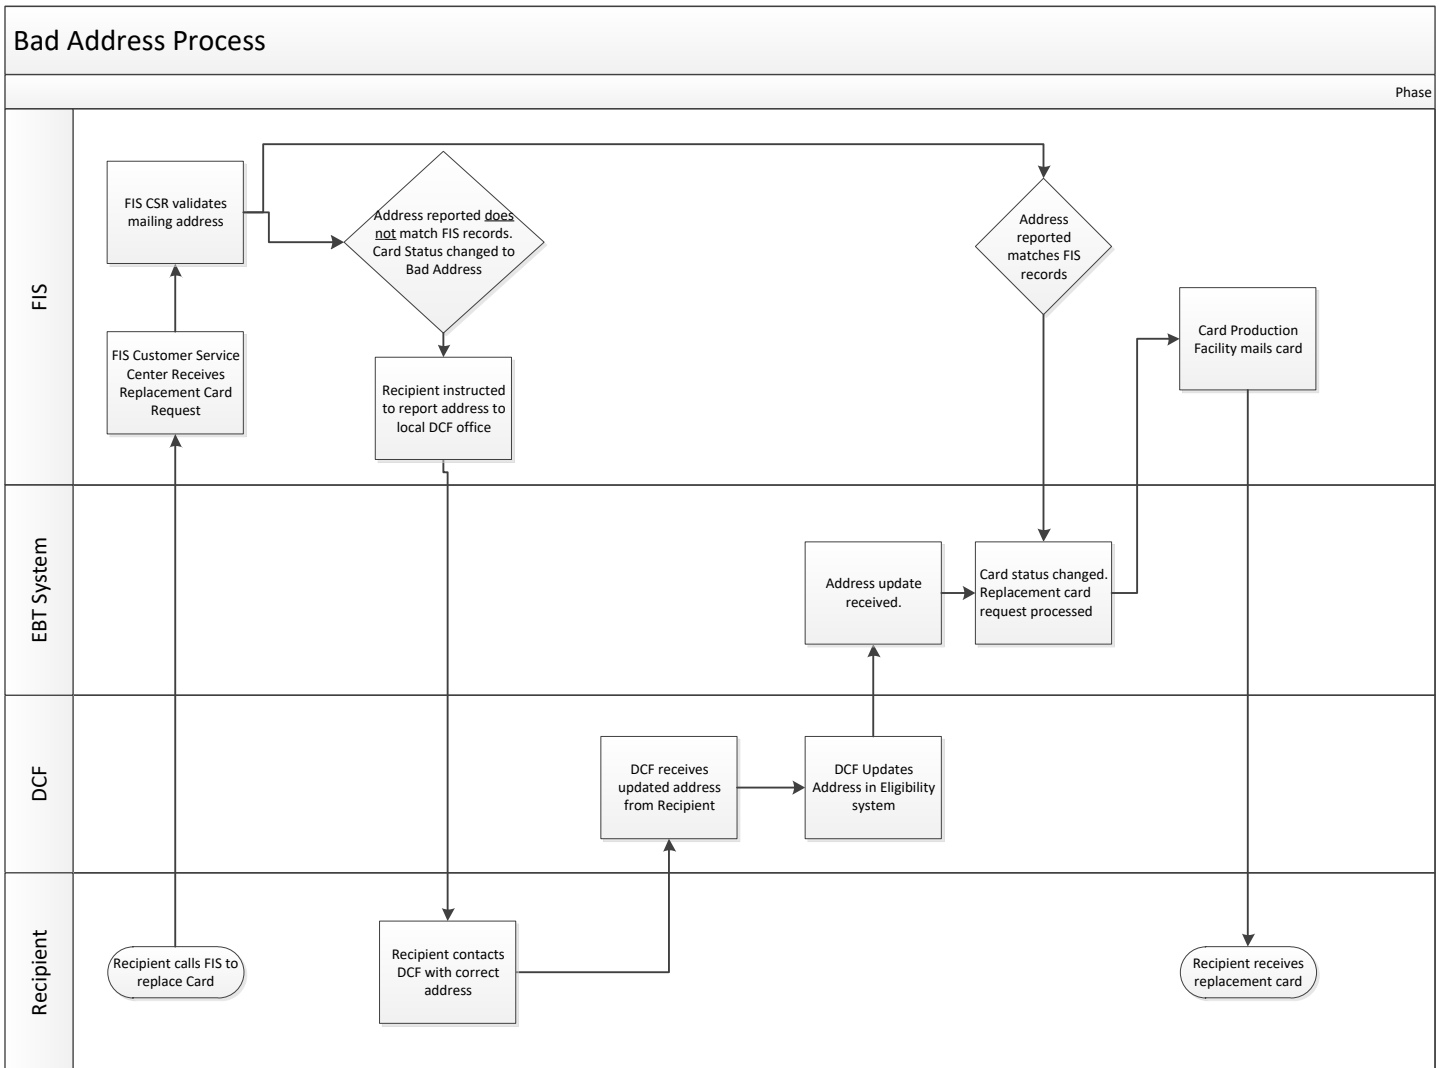 Bad Address Process
Phase
FIS
FIS CSR validates
mailing address
Address reported does
not match FIS records.
Card Status changed to
Bad Address
Address
reported
matches FIS
records
FIS Customer Service
Center Receives
Replacement Card
Request
Recipient instructed
to report address to
local DCF office
Card Production
Facility mails card
EBT System
Address update
received.
Card status changed.
Replacement card
request processed
DCF
DCF receives
updated address
from Recipient
DCF Updates
Address in Eligibility
system
Recipient
Recipient calls FIS to
replace Card
Recipient contacts
DCF with correct
address
Recipient receives
replacement card